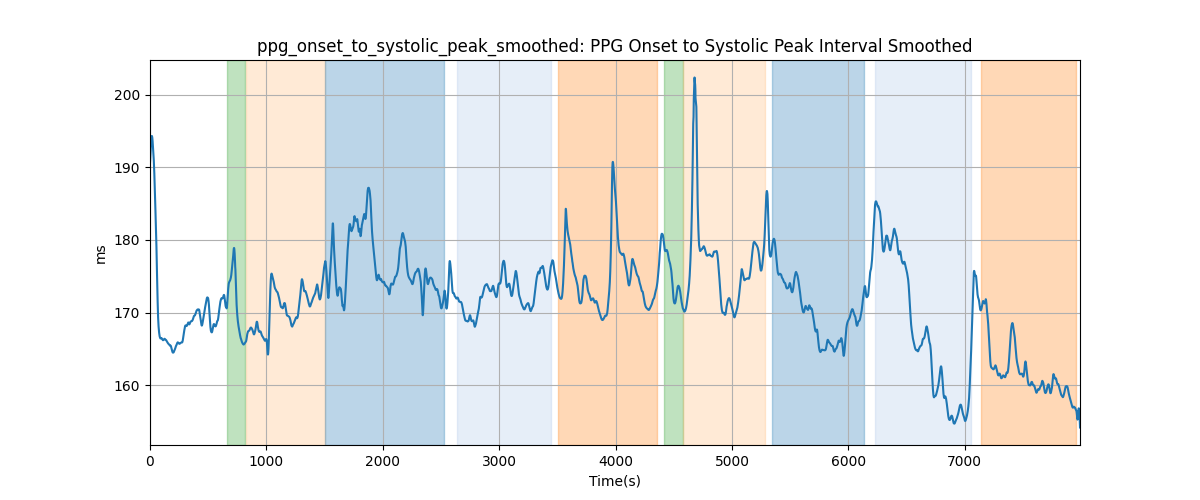 ppg_onset_to_systolic_peak_smoothed: PPG Onset to Systolic Peak Interval Smoothed
200
190
180
170
160
ms
0 1000 2000 3000 4000 5000 6000 7000
Time(s)